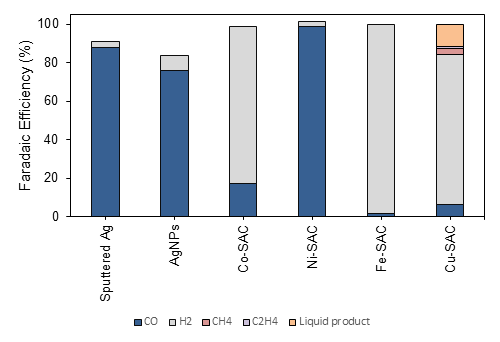 Faradaic Efficiency (%)
100
80
60
40
20
0
Sputtered Ag
AgNPs
Co-SAC
Ni-SAC
Fe-SAC
Cu-SAC
CO H2 CH4 C2H4 Liquid product